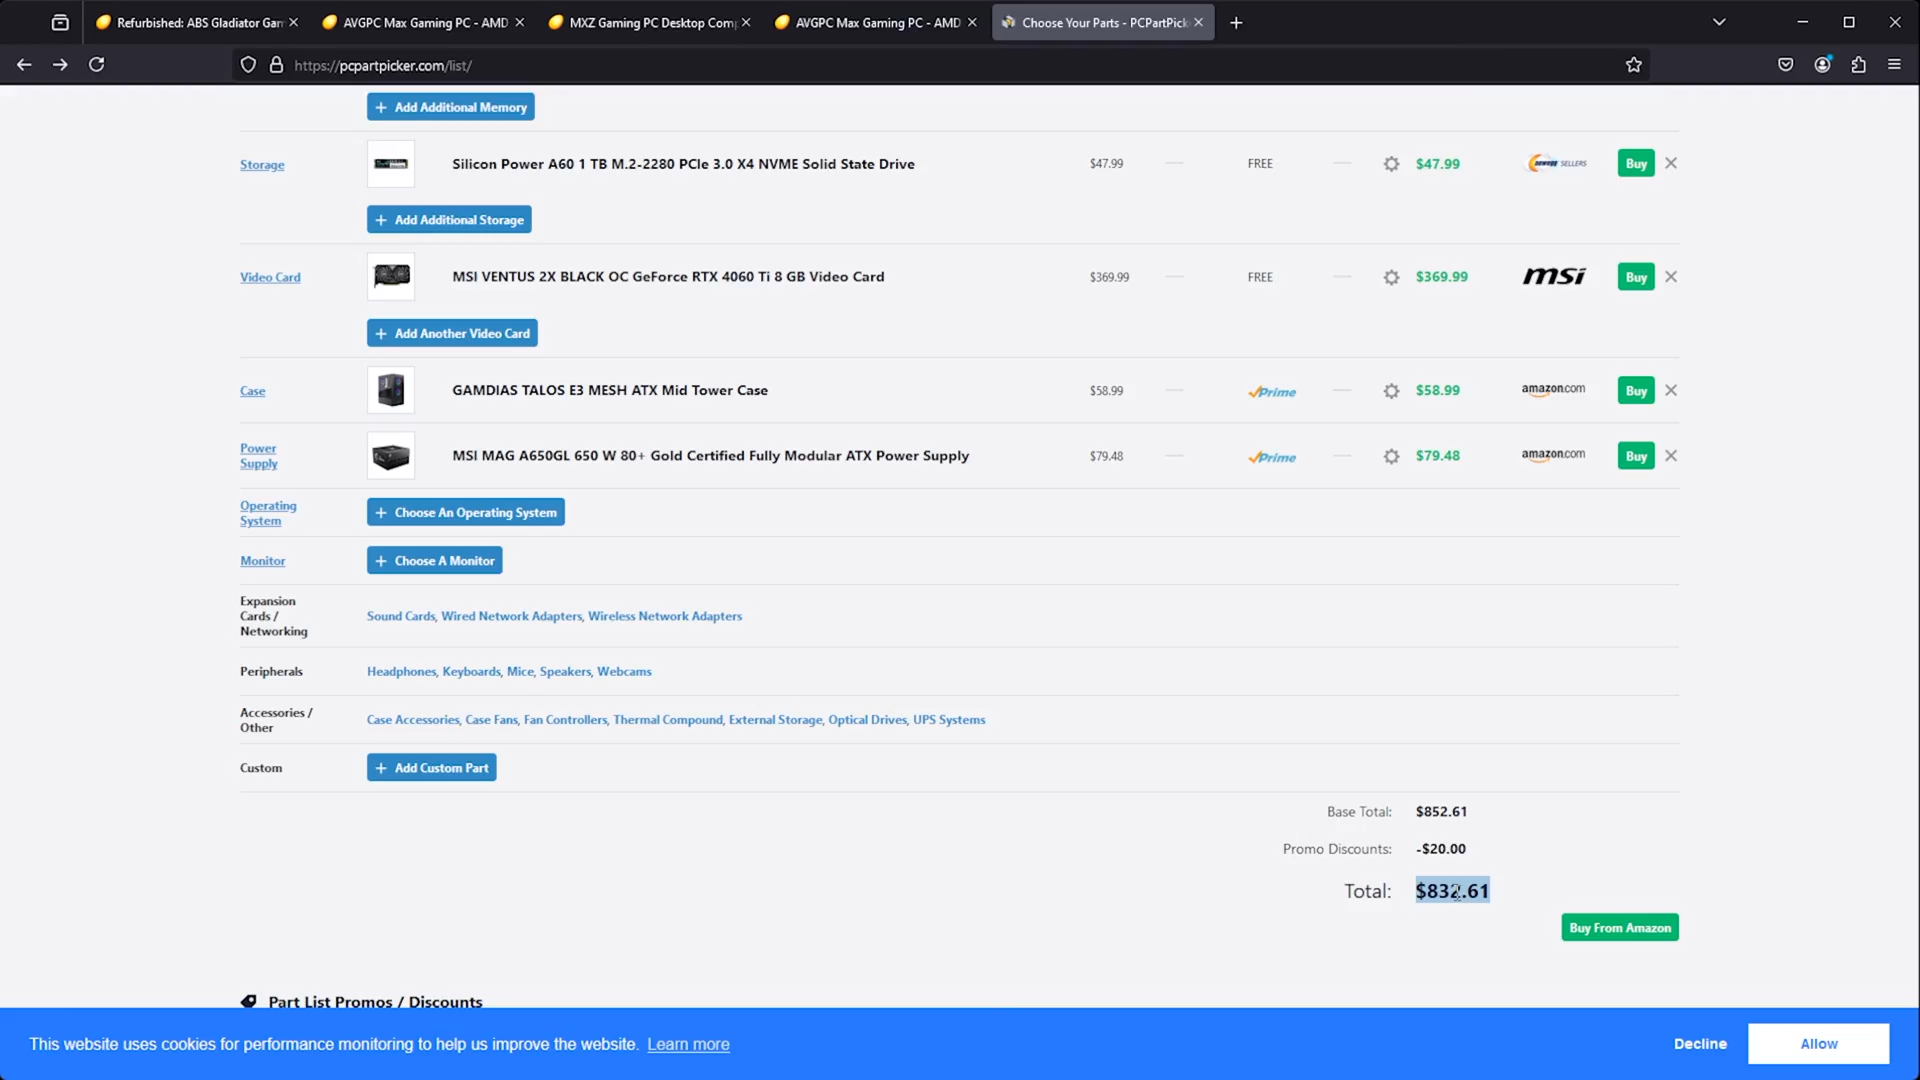 Refurbished: ABS Gladiator Gam
AVGPC Max Gaming PC - AMD
MXZ Gaming PC Desktop Comp
AVGPC Max Gaming PC - AMD
Choose Your Parts - PCPartPick
https://pcpartpicker.com/list/
+ Add Additional Memory
Storage Silicon Power A60 1 TB M.2-2280 PCIe 3.0 X4 NVME Solid State Drive $47.99 — FREE — $47.99 newegg SELLERS Buy
+ Add Additional Storage
Video Card MSI VENTUS 2X BLACK OC GeForce RTX 4060 Ti 8 GB Video Card $369.99 — FREE — $369.99 msi Buy
+ Add Another Video Card
Case GAMDIAS TALOS E3 MESH ATX Mid Tower Case $58.99 — Prime — $58.99 amazon.com Buy
Power
Supply
MSI MAG A650GL 650 W 80+ Gold Certified Fully Modular ATX Power Supply $79.48 — Prime — $79.48 amazon.com Buy
Operating
System
+ Choose An Operating System
Monitor + Choose A Monitor
Expansion
Cards /
Networking
Sound Cards, Wired Network Adapters, Wireless Network Adapters
Peripherals Headphones, Keyboards, Mice, Speakers, Webcams
Accessories /
Other
Case Accessories, Case Fans, Fan Controllers, Thermal Compound, External Storage, Optical Drives, UPS Systems
Custom + Add Custom Part
Base Total: $852.61
Promo Discounts: -$20.00
Total: $832.61
Buy From Amazon
Part List Promos / Discounts
This website uses cookies for performance monitoring to help us improve the website. Learn more Decline Allow